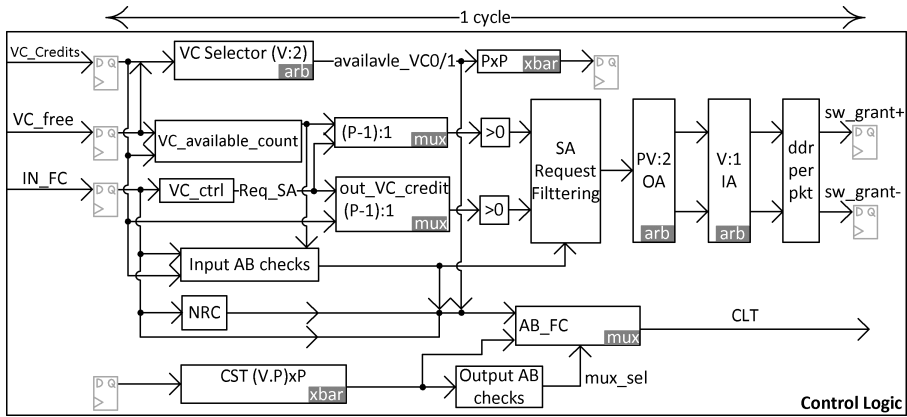 1 cycle
VC_Credits
D Q
VC Selector (V:2)
arb
availavle_VC0/1
PxP
xbar
D Q
VC_free
D Q
VC_available_count
(P-1):1
mux
>0
SA
Request
Filttering
PV:2
OA
arb
V:1
IA
arb
ddr
per
pkt
sw_grant+
D Q
IN_FC
D Q
VC_ctrl
Req_SA
out_VC_credit
(P-1):1
mux
>0
sw_grant-
D Q
Input AB checks
NRC
AB_FC
mux
CLT
D Q
CST (V.P)xP
xbar
Output AB
checks
mux_sel
Control Logic